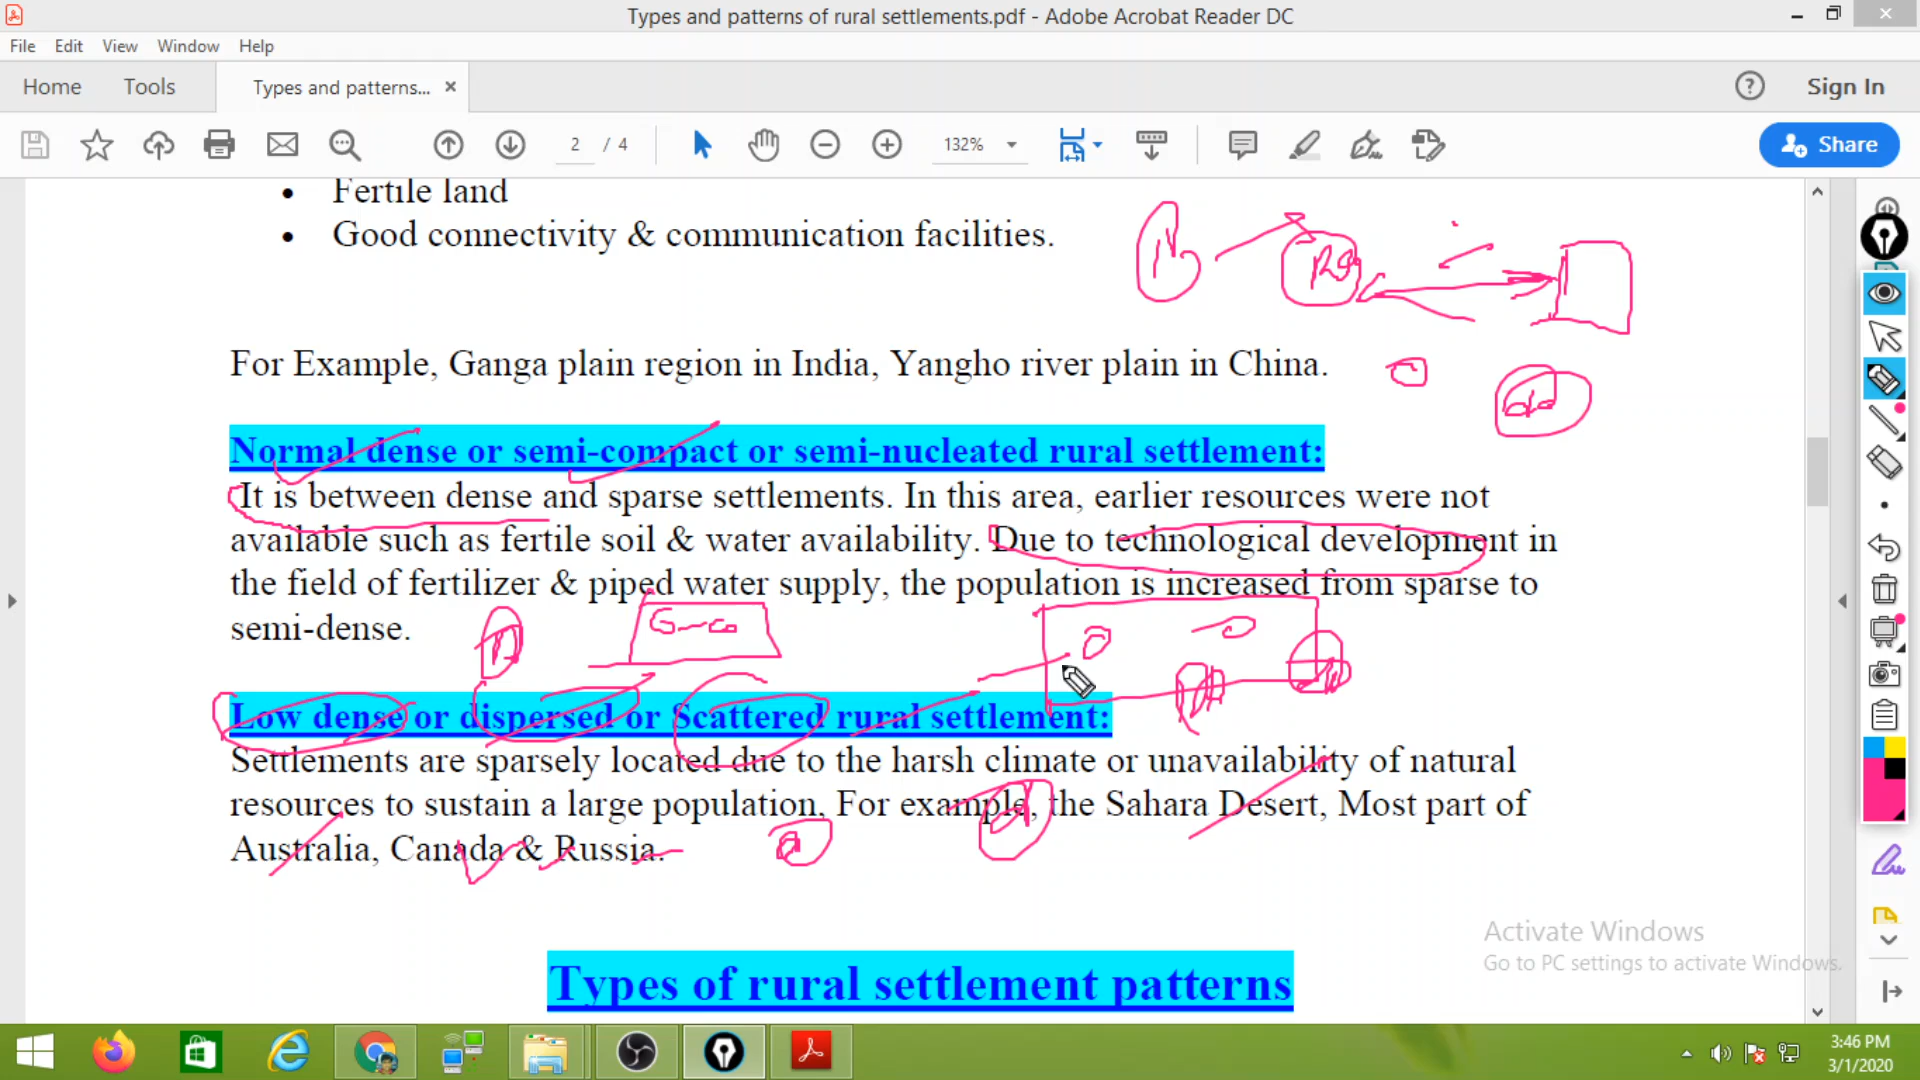 Types and patterns of rural settlements.pdf - Adobe Acrobat Reader DC
File Edit View Window Help
Home Tools Types and patterns... × Sign In
2 / 4 132% Share
• Fertile land
• Good connectivity & communication facilities.
For Example, Ganga plain region in India, Yangho river plain in China.
Normal dense or semi-compact or semi-nucleated rural settlement:
It is between dense and sparse settlements. In this area, earlier resources were not
available such as fertile soil & water availability. Due to technological development in
the field of fertilizer & piped water supply, the population is increased from sparse to
semi-dense.
Low dense or dispersed or Scattered rural settlement:
Settlements are sparsely located due to the harsh climate or unavailability of natural
resources to sustain a large population, For example, the Sahara Desert, Most part of
Australia, Canada & Russia.
Types of rural settlement patterns
Activate Windows
Go to PC settings to activate Windows.
3:46 PM
3/1/2020